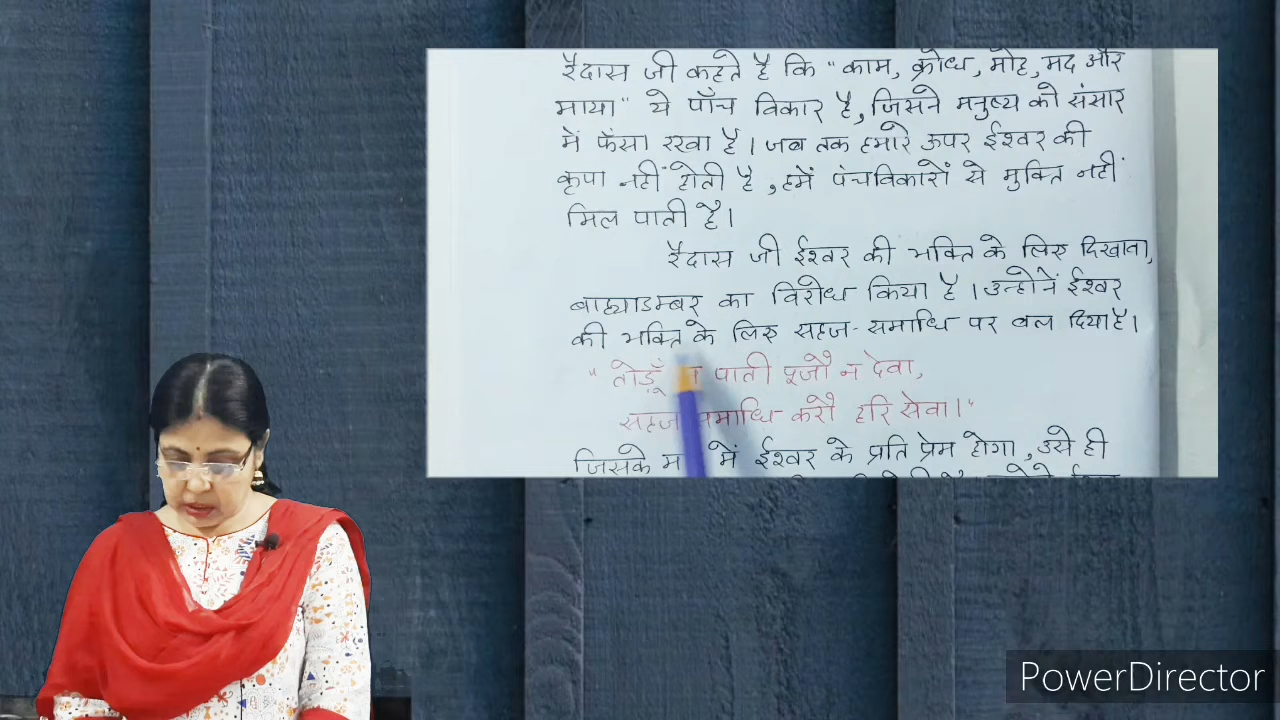 रैदास जी कहते है कि "काम, क्रोध, मोह, मद और
माया" ये पाँच विकार है, जिसने मनुष्य को संसार
में फँसा रखा है। जब तक हमारे ऊपर ईश्वर की
कृपा नहीं होती है, हमें पंचविकारों से मुक्ति नहीं
मिल पाती है।
रैदास जी ईश्वर की भक्ति के लिए दिखावा,
बाह्याडम्बर का विरोध किया है। उन्होनें ईश्वर
की भक्ति के लिए सहज-समाधि पर बल दिया है।
"तोड़ूँ पाती पूजौ न देवा,
सहज समाधि करौ हरि सेवा।"
जिसके में ईश्वर के प्रति प्रेम होगा, उसे ही
PowerDirector